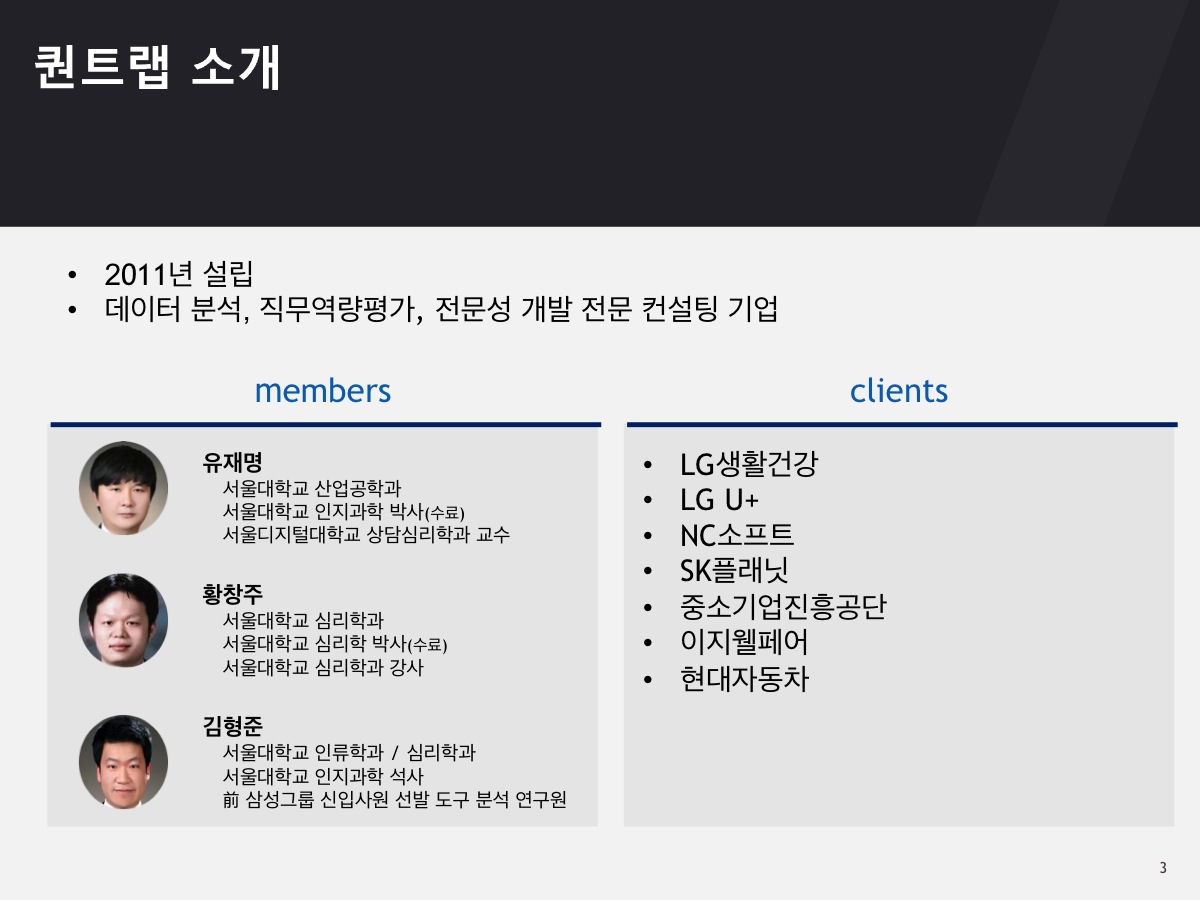 퀀트랩 소개
• 2011년 설립
• 데이터 분석, 직무역량평가, 전문성 개발 전문 컨설팅 기업
members
유재명
서울대학교 산업공학과
서울대학교 인지과학 박사(수료)
서울디지털대학교 상담심리학과 교수
황창주
서울대학교 심리학과
서울대학교 심리학 박사(수료)
서울대학교 심리학과 강사
김형준
서울대학교 인류학과 / 심리학과
서울대학교 인지과학 석사
前 삼성그룹 신입사원 선발 도구 분석 연구원
clients
• LG생활건강
• LG U+
• NC소프트
• SK플래닛
• 중소기업진흥공단
• 이지웰페어
• 현대자동차
3